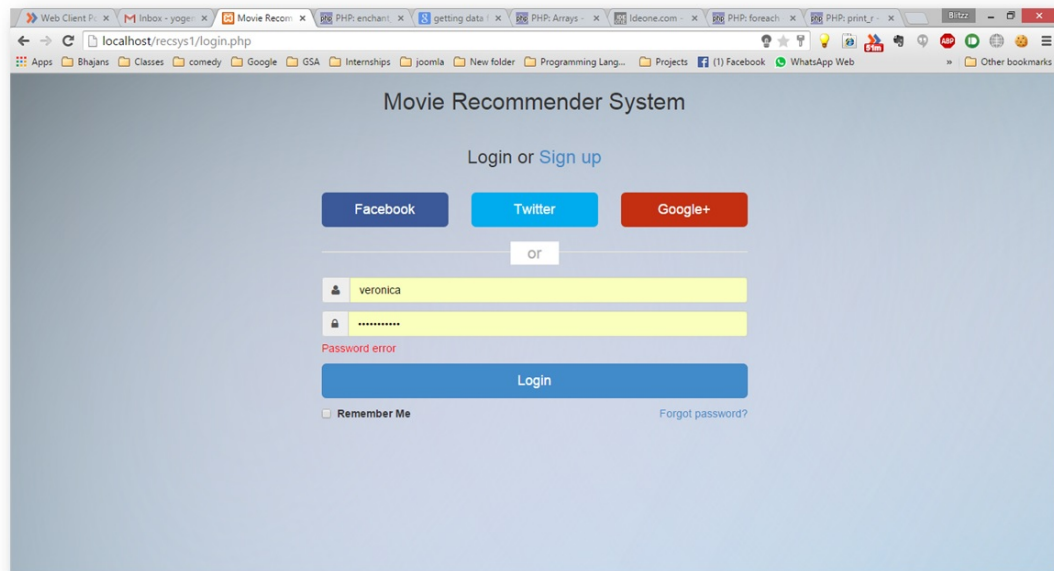 Web Client Pc
Inbox - yoge
Movie Recom
PHP: enchant
getting data f
PHP: Arrays -
Ideone.com -
PHP: foreach
PHP: print_r -
Blitzz
localhost/recsys1/login.php
51m
ABP
Apps Bhajans Classes comedy Google GSA Internships joomla New folder Programming Lang... Projects (1) Facebook WhatsApp Web » Other bookmarks
Movie Recommender System
Login or Sign up
Facebook Twitter Google+
or
veronica
Password error
Login
Remember Me Forgot password?